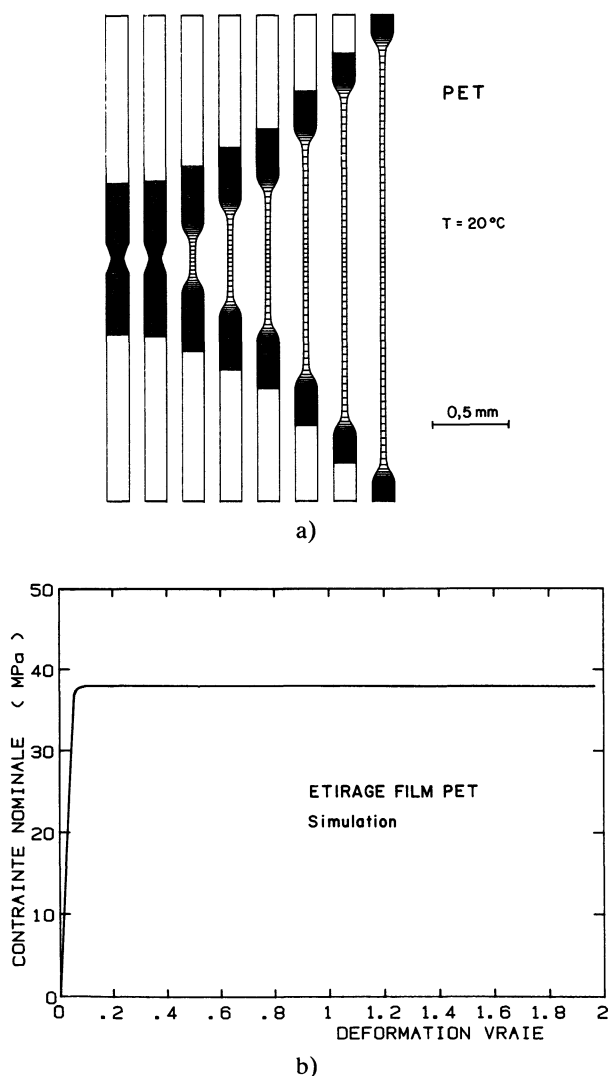 PET
T = 20°C
0,5 mm
a)
50
40
30
20
10
0
CONTRAINTE NOMINALE ( MPa )
ETIRAGE FILM PET
Simulation
0 .2 .4 .6 .8 1 1.2 1.4 1.6 1.8 2
DEFORMATION VRAIE
b)